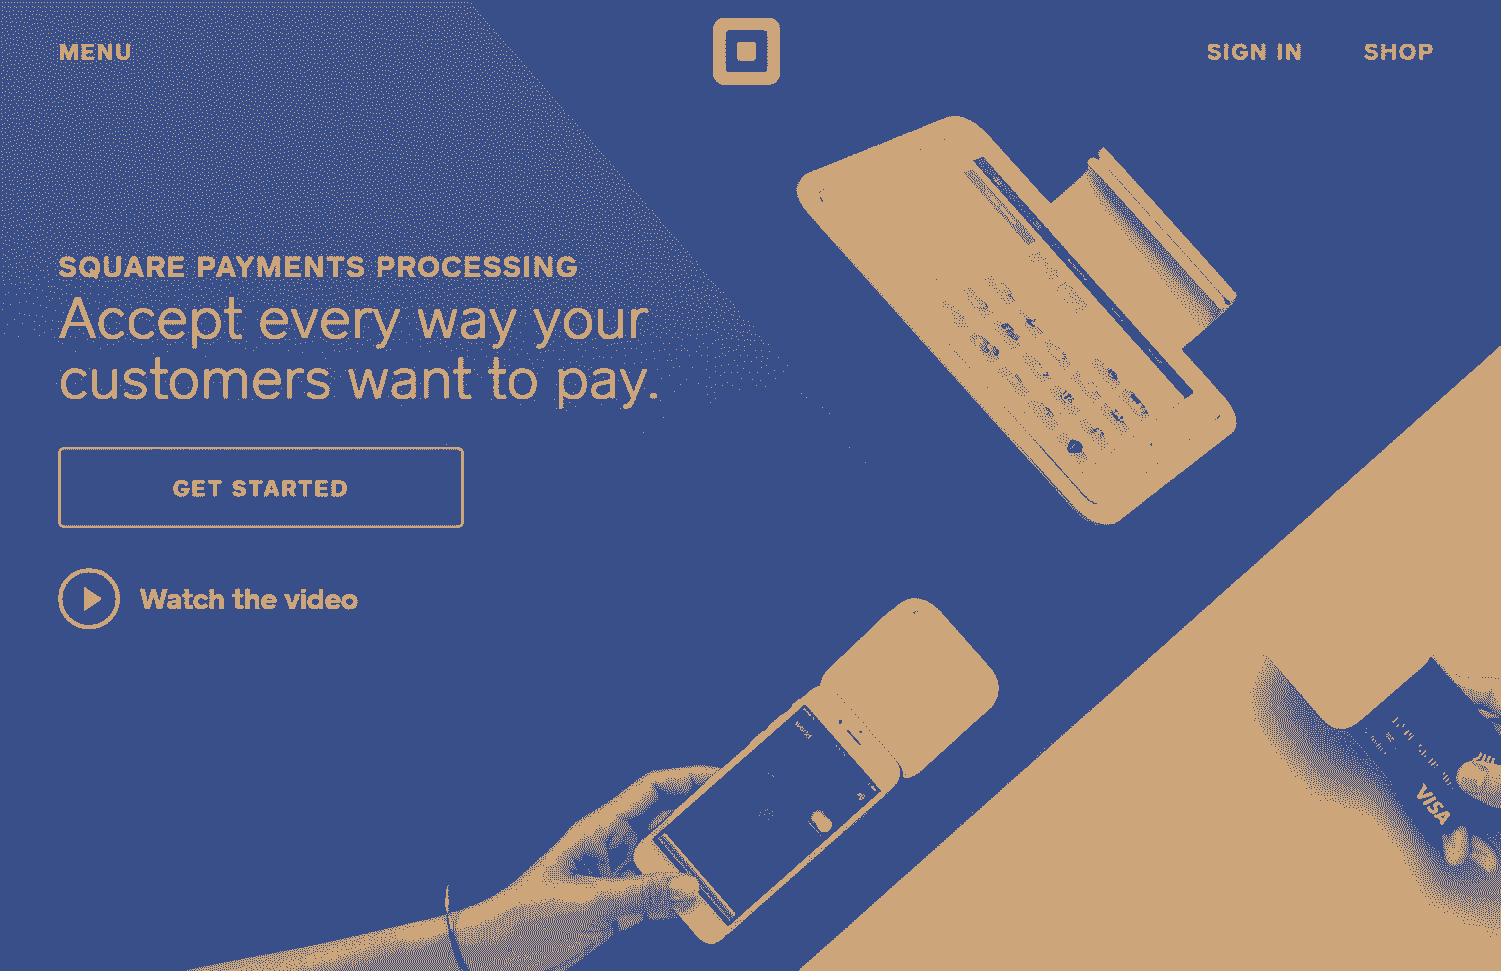 MENU
SIGN IN
SHOP
SQUARE PAYMENTS PROCESSING
Accept every way your
customers want to pay.
GET STARTED
Watch the video
VISA